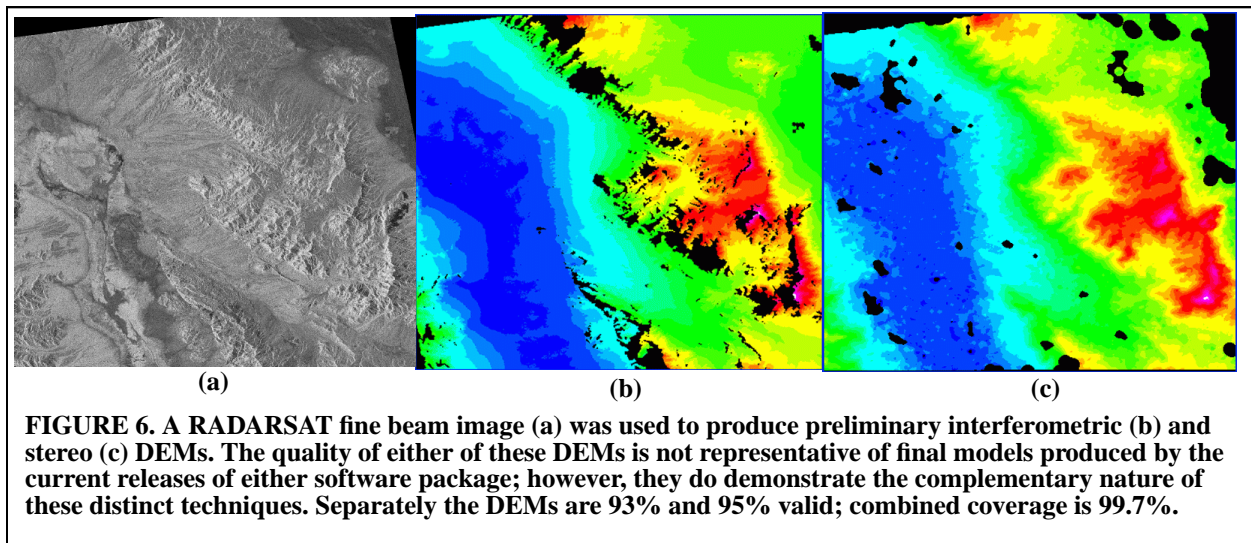 (a)
(b)
(c)
FIGURE 6. A RADARSAT fine beam image (a) was used to produce preliminary interferometric (b) and
stereo (c) DEMs. The quality of either of these DEMs is not representative of final models produced by the
current releases of either software package; however, they do demonstrate the complementary nature of
these distinct techniques. Separately the DEMs are 93% and 95% valid; combined coverage is 99.7%.